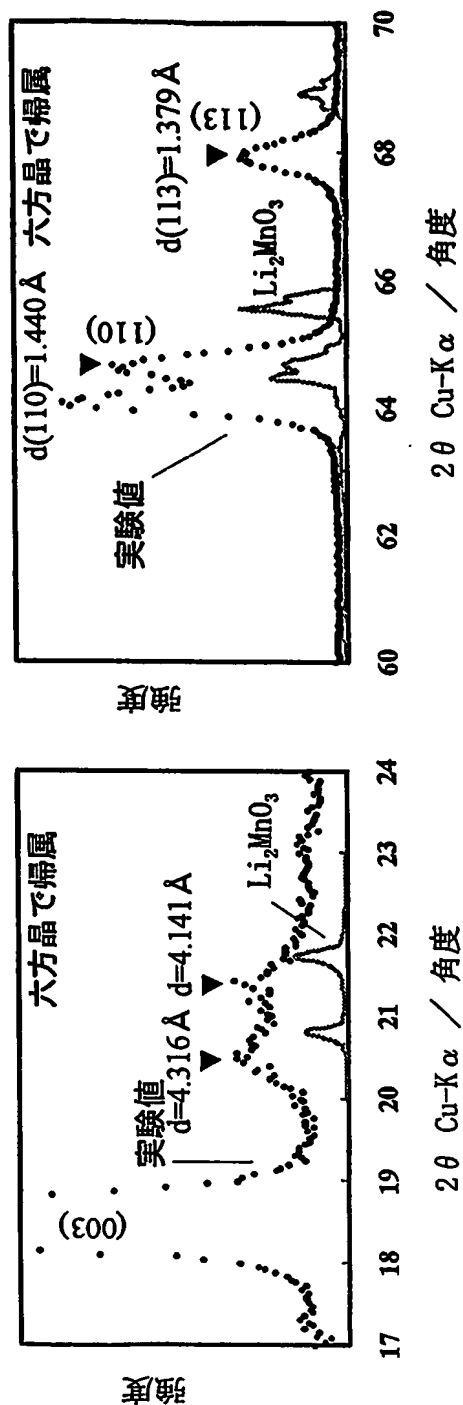 六方晶で帰属
(003)
実験値
d=4.316Å d=4.141Å
Li₂MnO₃
強度
17 18 19 20 21 22 23 24
2θ Cu-Kα / 角度
d(110)=1.440Å 六方晶で帰属
(110)
d(113)=1.379Å
(113)
実験値
Li₂MnO₃
強度
60 62 64 66 68 70
2θ Cu-Kα / 角度